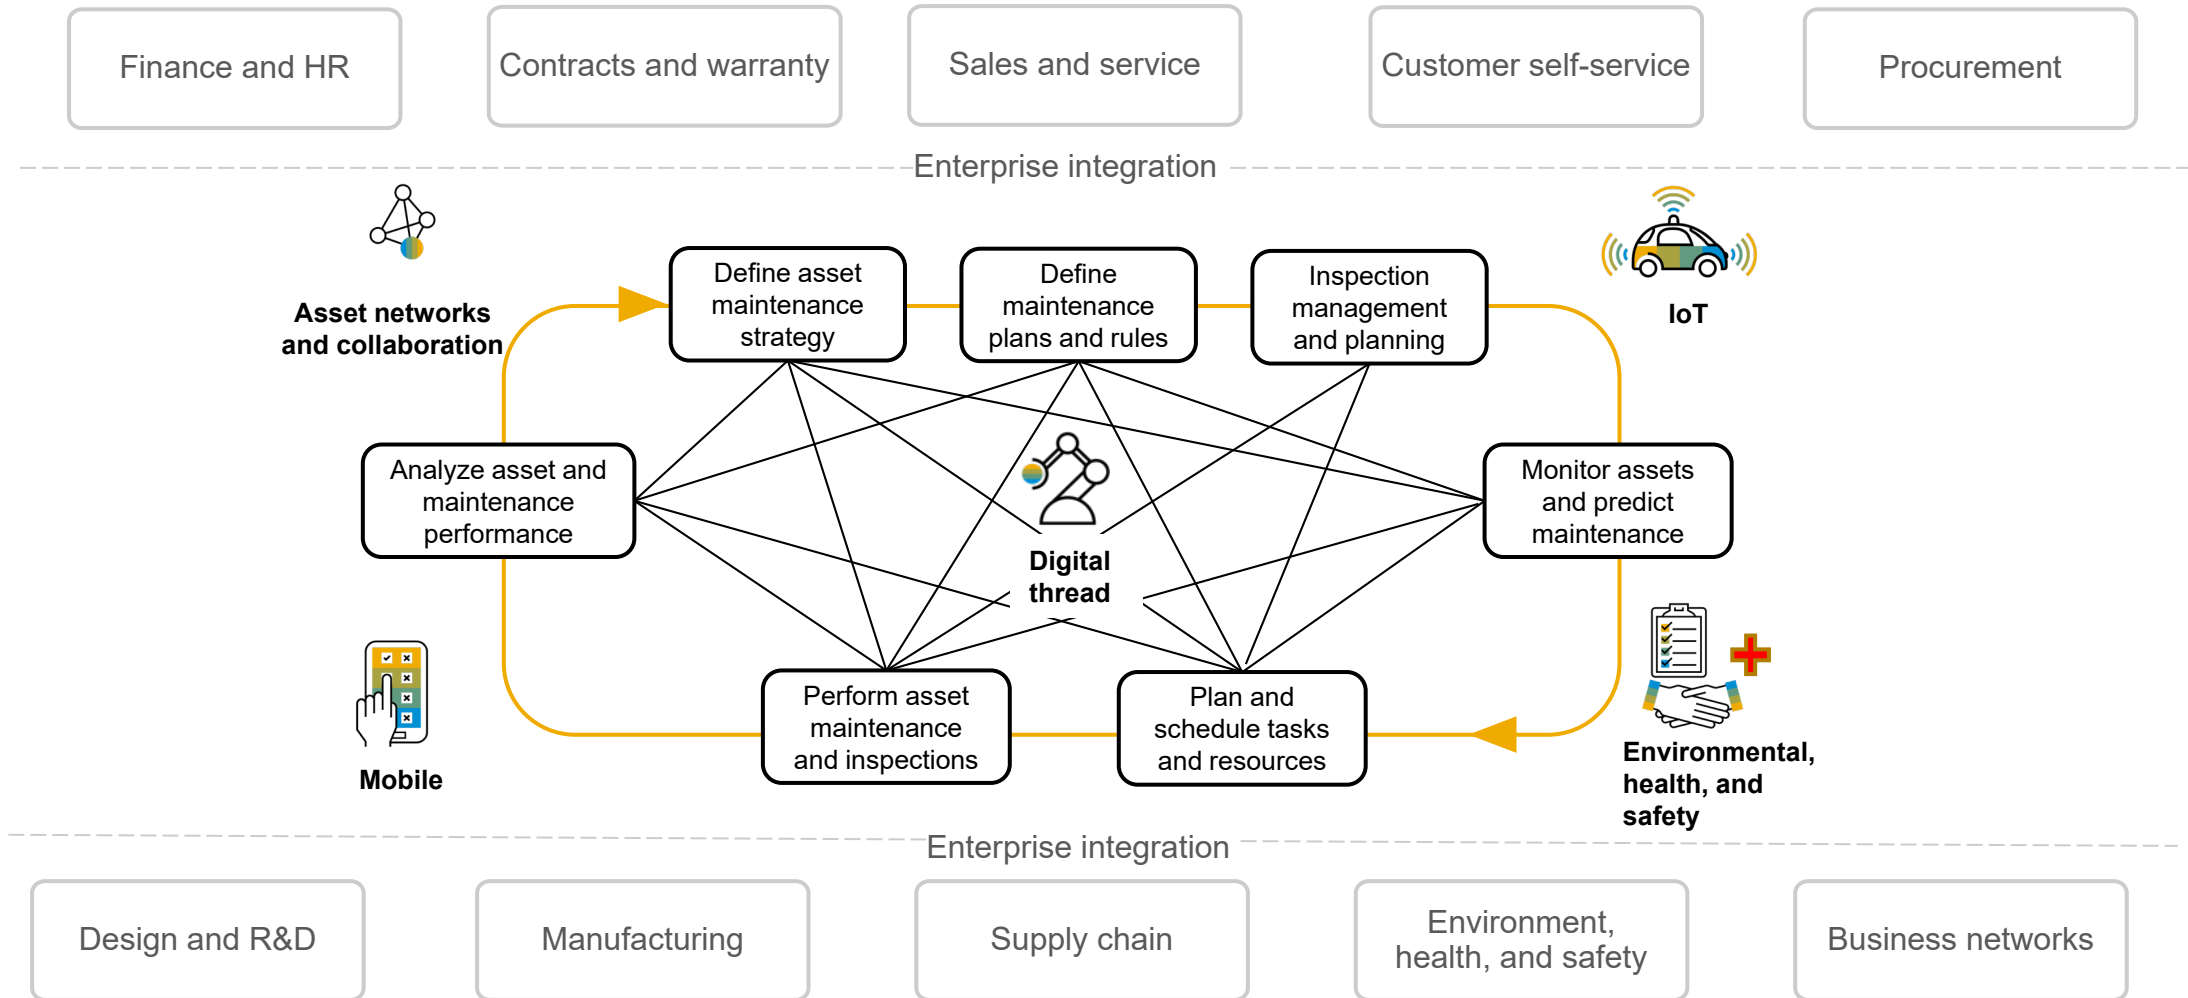 Finance and HR
Contracts and warranty
Sales and service
Customer self-service
Procurement
Enterprise integration
Asset networks
and collaboration
Define asset
maintenance
strategy
Define
maintenance
plans and rules
Inspection
management
and planning
IoT
Analyze asset and
maintenance
performance
Digital
thread
Monitor assets
and predict
maintenance
Mobile
Perform asset
maintenance
and inspections
Plan and
schedule tasks
and resources
Environmental,
health, and
safety
Enterprise integration
Design and R&D
Manufacturing
Supply chain
Environment,
health, and safety
Business networks